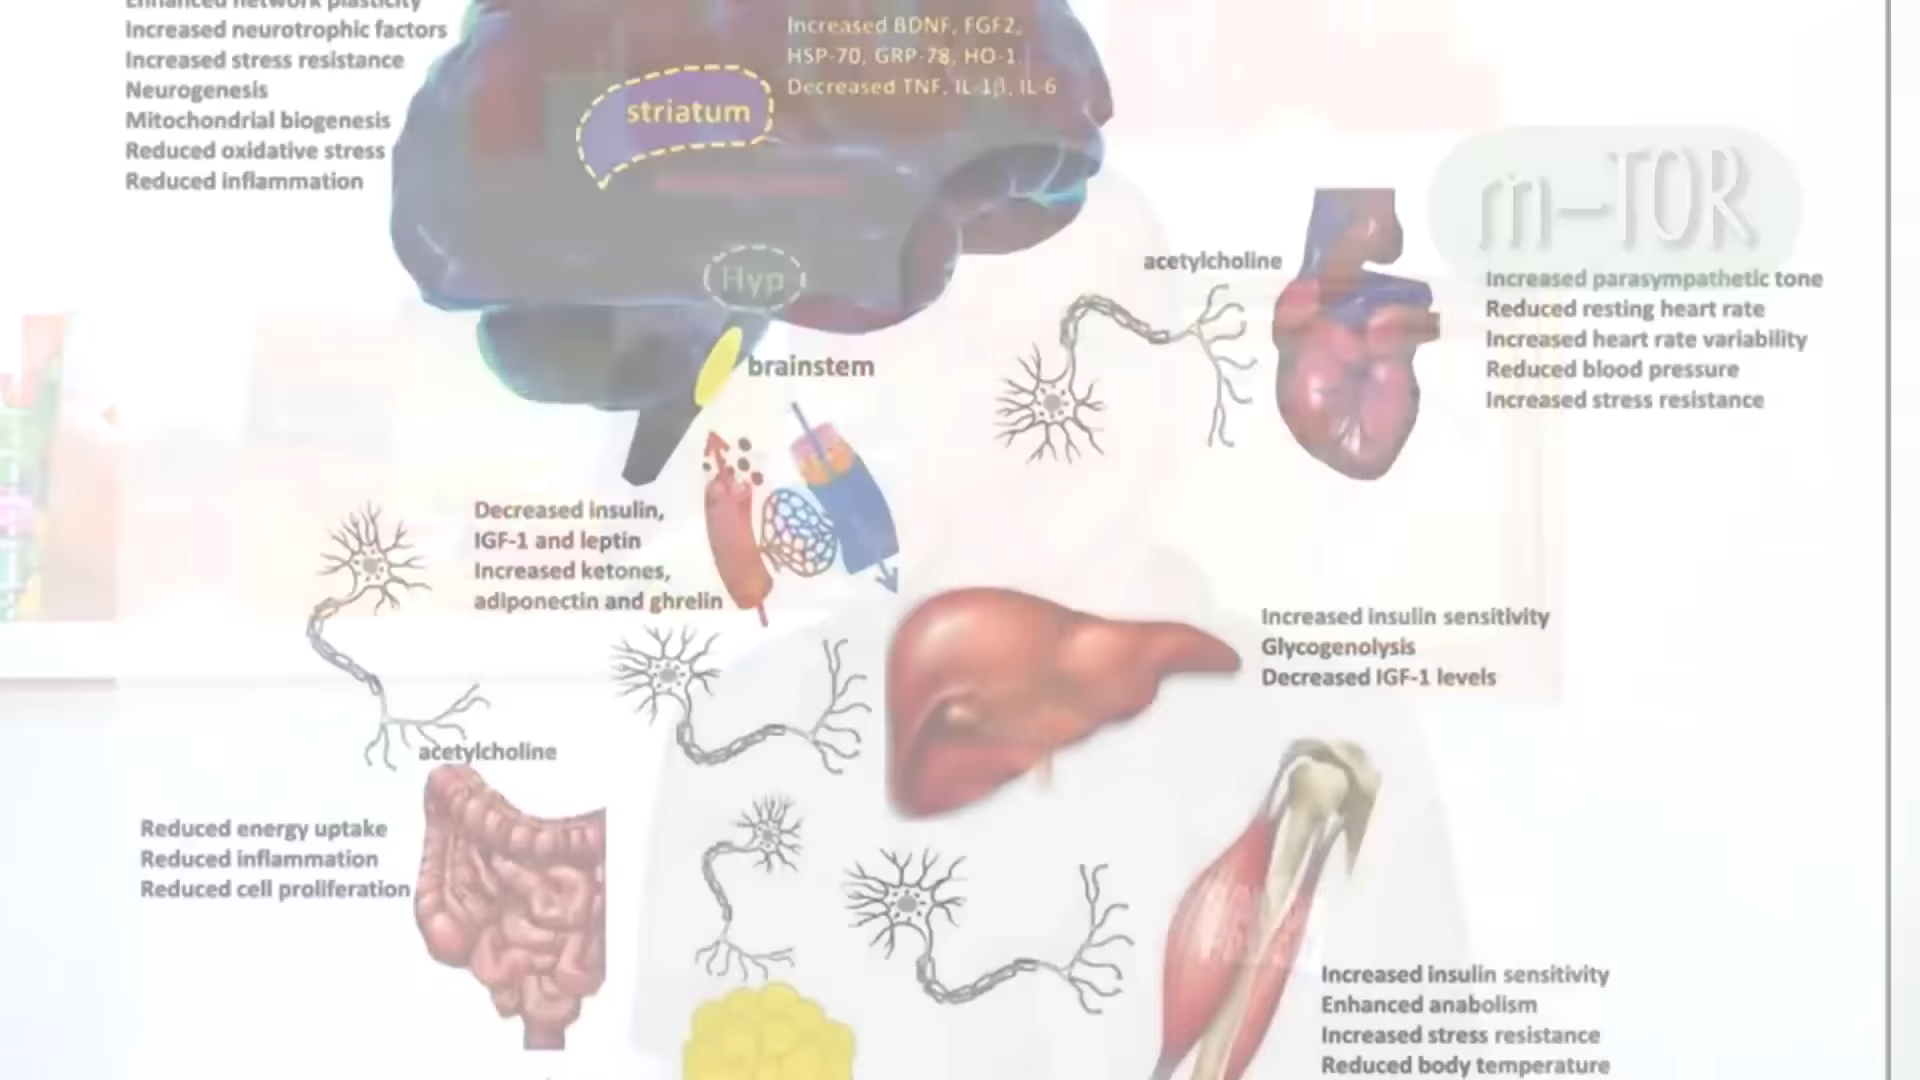 Enhanced network plasticity
Increased neurotrophic factors
Increased stress resistance
Neurogenesis
Mitochondrial biogenesis
Reduced oxidative stress
Reduced inflammation
Increased BDNF, FGF2,
HSP-70, GRP-78, HO-1
Decreased TNF, IL-1β, IL-6
striatum
Hyp
brainstem
acetylcholine
m-TOR
Increased parasympathetic tone
Reduced resting heart rate
Increased heart rate variability
Reduced blood pressure
Increased stress resistance
Decreased insulin,
IGF-1 and leptin
Increased ketones,
adiponectin and ghrelin
Increased insulin sensitivity
Glycogenolysis
Decreased IGF-1 levels
acetylcholine
Reduced energy uptake
Reduced inflammation
Reduced cell proliferation
Increased insulin sensitivity
Enhanced anabolism
Increased stress resistance
Reduced body temperature